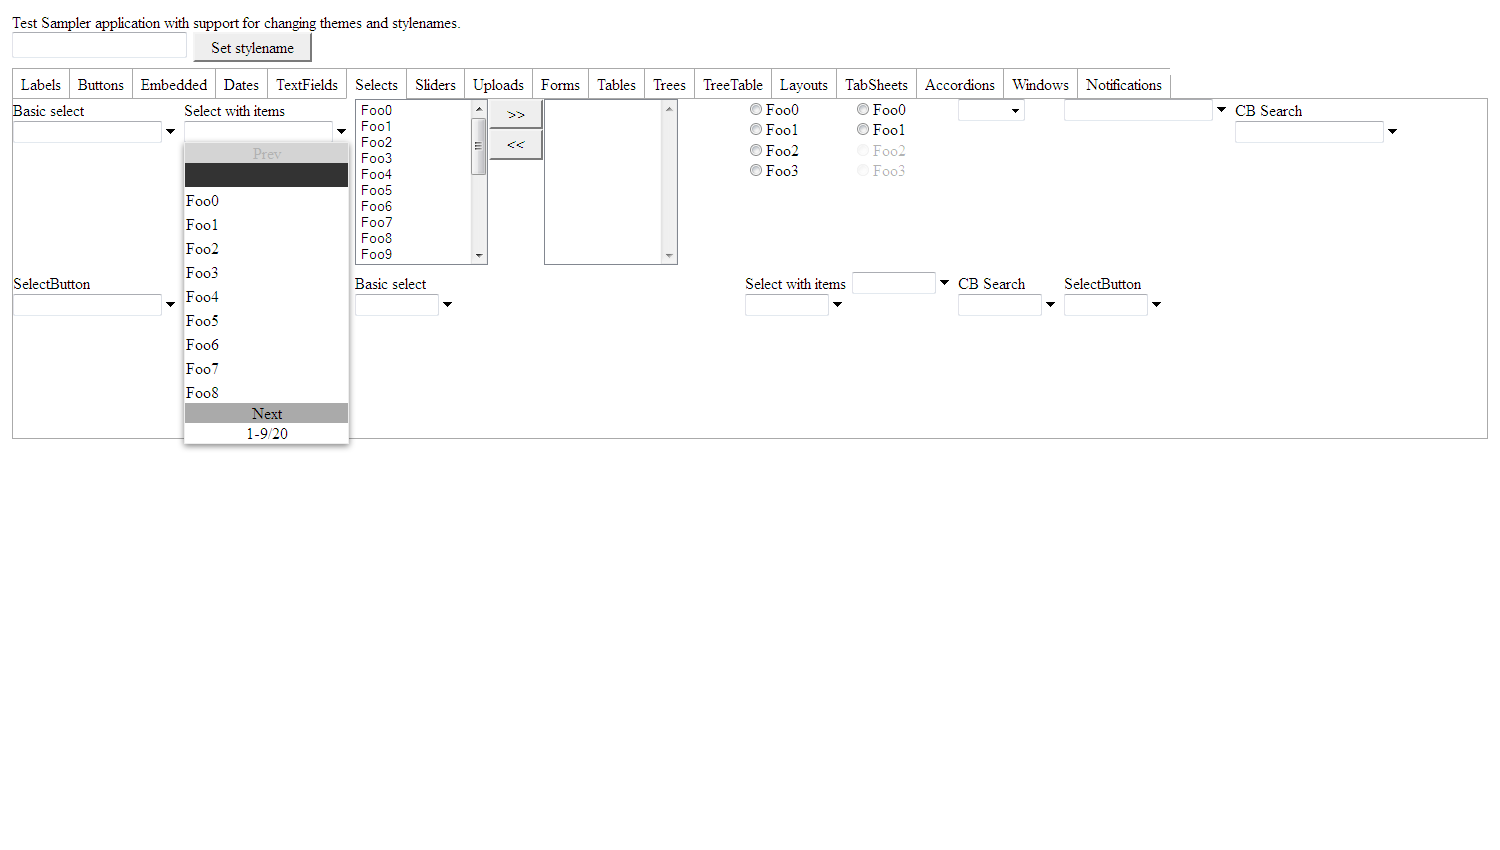 Test Sampler application with support for changing themes and stylenames.
Set stylename
Labels Buttons Embedded Dates TextFields Selects Sliders Uploads Forms Tables Trees TreeTable Layouts TabSheets Accordions Windows Notifications
Basic select
Select with items
Prev
Foo0
Foo1
Foo2
Foo3
Foo4
Foo5
Foo6
Foo7
Foo8
Next
1-9/20
Foo0
Foo1
Foo2
Foo3
Foo4
Foo5
Foo6
Foo7
Foo8
Foo9
>>
<<
Foo0
Foo1
Foo2
Foo3
Foo0
Foo1
Foo2
Foo3
CB Search
SelectButton
Basic select
Select with items
CB Search
SelectButton